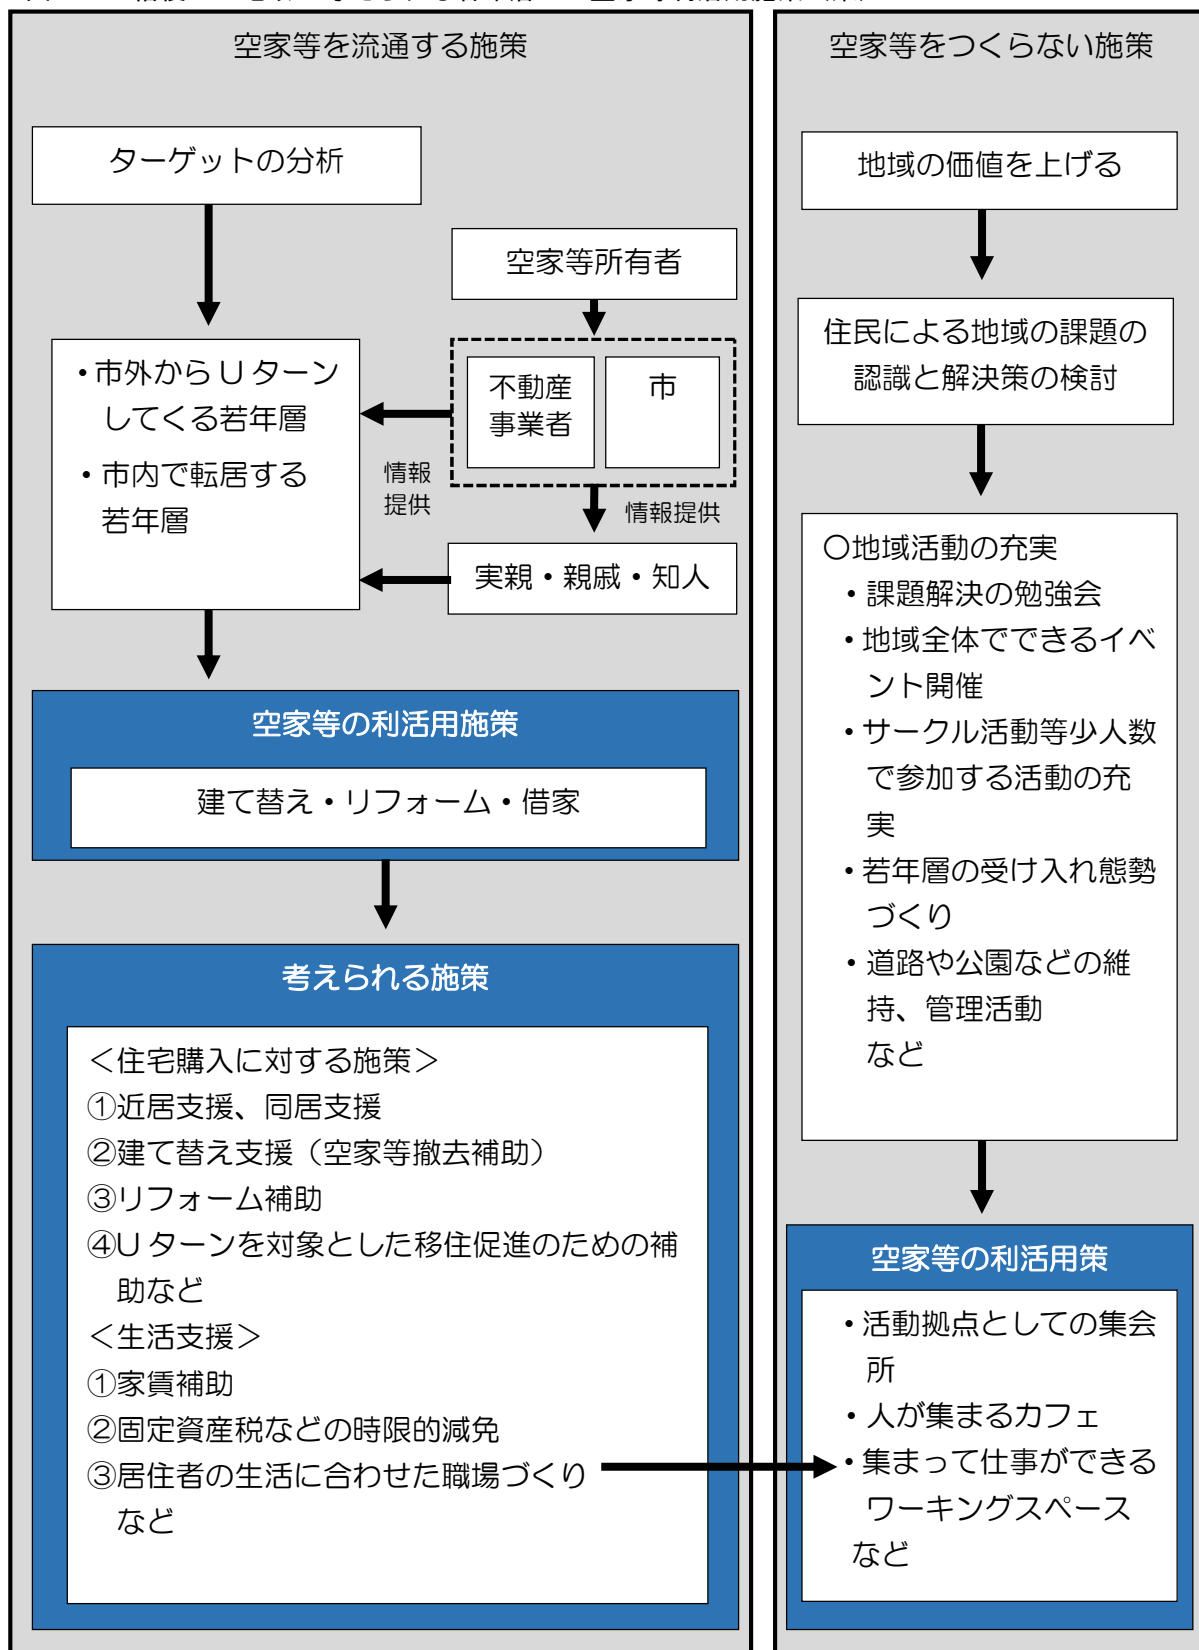 空家等を流通する施策
ターゲットの分析
空家等所有者
不動産
事業者
市
・市外からUターン
してくる若年層
・市内で転居する
若年層
情報
提供
情報提供
実親・親戚・知人
空家等の利活用施策
建て替え・リフォーム・借家
考えられる施策
＜住宅購入に対する施策＞
①近居支援、同居支援
②建て替え支援（空家等撤去補助）
③リフォーム補助
④Uターンを対象とした移住促進のための補
助など
＜生活支援＞
①家賃補助
②固定資産税などの時限的減免
③居住者の生活に合わせた職場づくり
など
空家等をつくらない施策
地域の価値を上げる
住民による地域の課題の
認識と解決策の検討
〇地域活動の充実
・課題解決の勉強会
・地域全体でできるイベ
ント開催
・サークル活動等少人数
で参加する活動の充
実
・若年層の受け入れ態勢
づくり
・道路や公園などの維
持、管理活動
など
空家等の利活用策
・活動拠点としての集会
所
・人が集まるカフェ
・集まって仕事ができる
ワーキングスペース
など